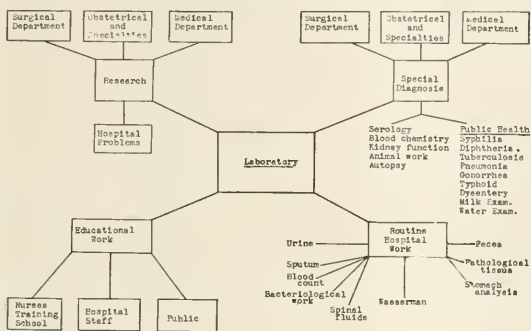 Surgical
Department
Obstetrical
and
Specialties
Medical
Department
Research
Hospital
Problems
Surgical
Department
Obstetrical
and
Specialties
Medical
Department
Special
Diagnosis
Serology
Blood chemistry
Kidney function
Animal work
Autopsy
Public Health
Syphilis
Diphtheria.
Tuberculosis
Pneumonia
Gonorrhea
Typhoid
Dysentery
Milk Exam.
Water Exam.
Laboratory
Educational
Work
Nurses
Training
School
Hospital
Staff
Public
Routine
Hospital
Work
Urine
Sputum
Blood
count
Bacteriological
work
Spinal
fluids
Wasserman
Feces
Pathological
tissue
Stomach
analysis